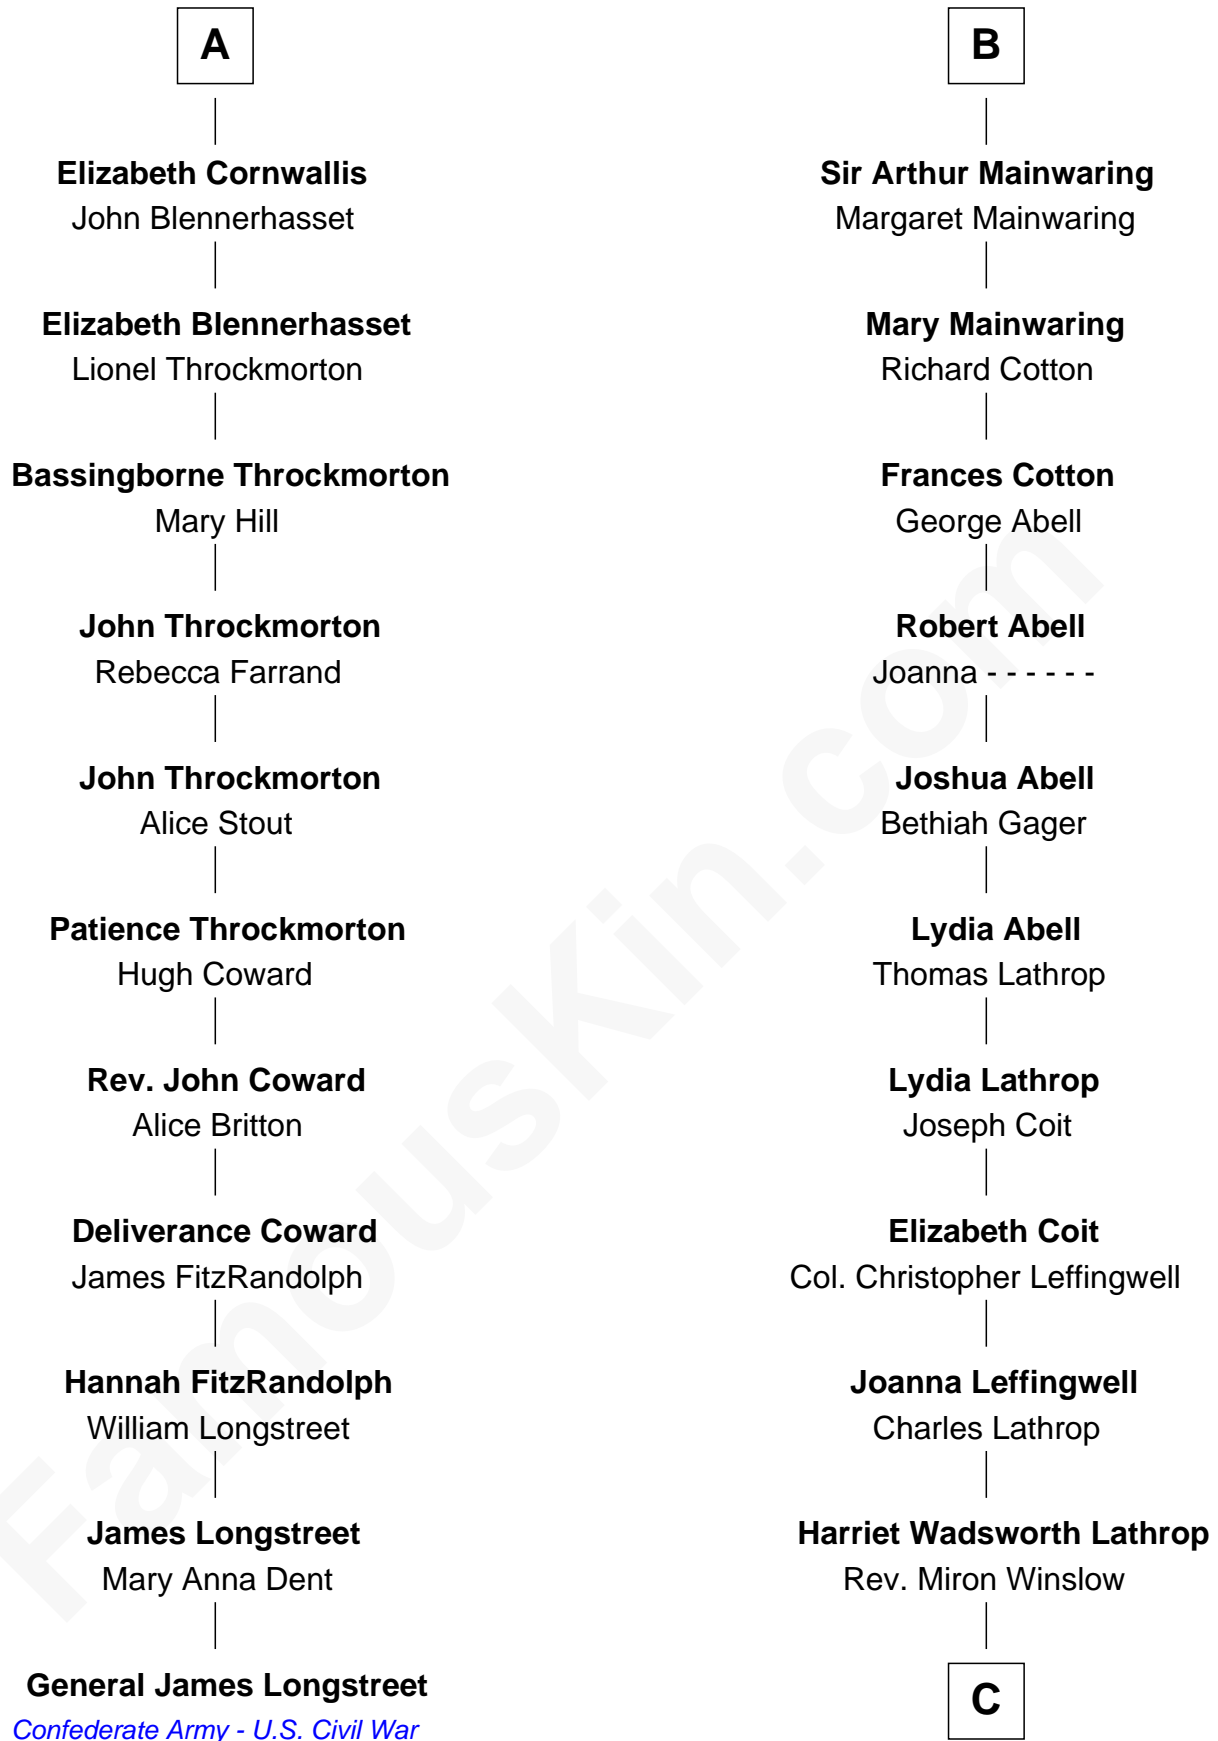 A
Elizabeth Cornwallis
John Blennerhasset
Elizabeth Blennerhasset
Lionel Throckmorton
Bassingborne Throckmorton
Mary Hill
John Throckmorton
Rebecca Farrand
John Throckmorton
Alice Stout
Patience Throckmorton
Hugh Coward
Rev. John Coward
Alice Britton
Deliverance Coward
James FitzRandolph
Hannah FitzRandolph
William Longstreet
James Longstreet
Mary Anna Dent
General James Longstreet
Confederate Army - U.S. Civil War
B
Sir Arthur Mainwaring
Margaret Mainwaring
Mary Mainwaring
Richard Cotton
Frances Cotton
George Abell
Robert Abell
Joanna - - - - - -
Joshua Abell
Bethiah Gager
Lydia Abell
Thomas Lathrop
Lydia Lathrop
Joseph Coit
Elizabeth Coit
Col. Christopher Leffingwell
Joanna Leffingwell
Charles Lathrop
Harriet Wadsworth Lathrop
Rev. Miron Winslow
C
FamousKin.com